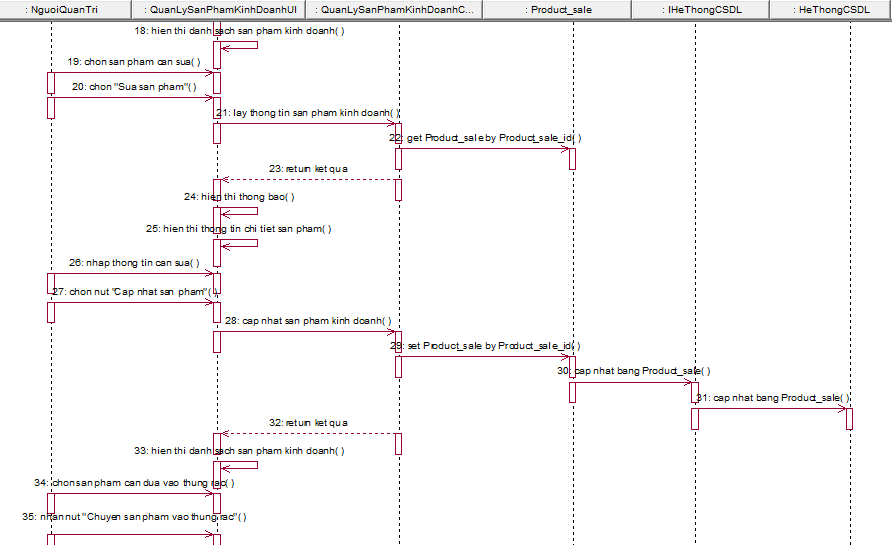 : NguoiQuanTri
: QuanLySanPhamKinhDoanhUI
: QuanLySanPhamKinhDoanhC...
: Product_sale
: IHeThongCSDL
: HeThongCSDL
18: hien thi danh sach san pham kinh doanh( )
19: chon san pham can sua( )
20: chon "Sua san pham"( )
21: lay thong tin san pham kinh doanh( )
22: get Product_sale by Product_sale_id( )
23: return ket qua
24: hien thi thong bao( )
25: hien thi thong tin chi tiet san pham( )
26: nhap thong tin can sua( )
27: chon nut "Cap nhat san pham"( )
28: cap nhat san pham kinh doanh( )
29: set Product_sale by Product_sale_id( )
30: cap nhat bang Product_sale( )
31: cap nhat bang Product_sale( )
32: return ket qua
33: hien thi danh sach san pham kinh doanh( )
34: chon san pham can dua vao thung rac( )
35: nhan nut "Chuyen san pham vao thung rac"( )